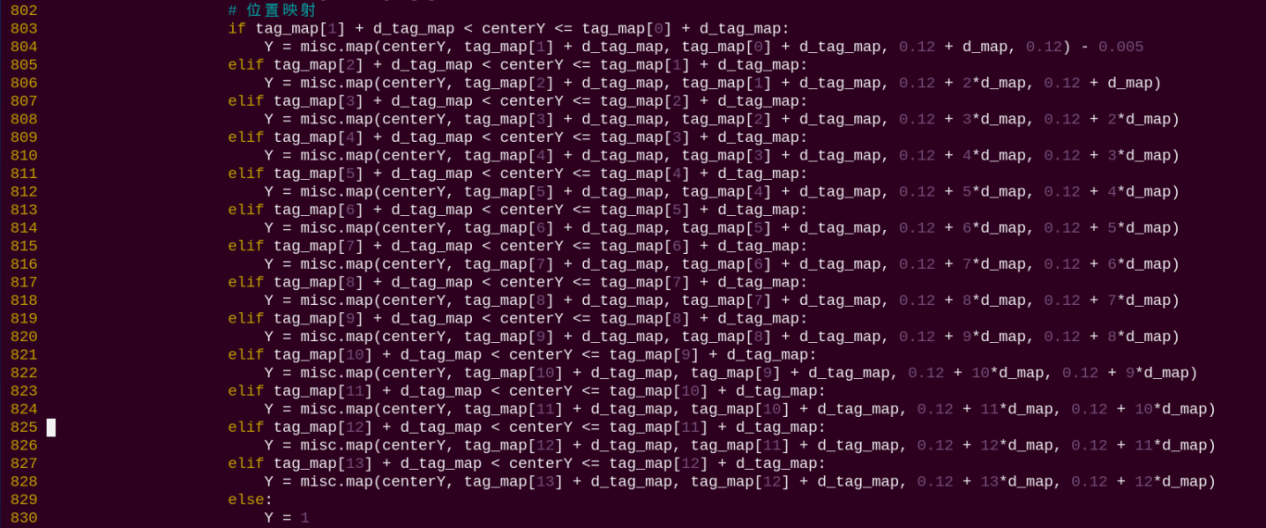 802                     # 位置映射
803                     if tag_map[1] + d_tag_map < centerY <= tag_map[0] + d_tag_map:
804                         Y = misc.map(centerY, tag_map[1] + d_tag_map, tag_map[0] + d_tag_map, 0.12 + d_map, 0.12) - 0.005
805                     elif tag_map[2] + d_tag_map < centerY <= tag_map[1] + d_tag_map:
806                         Y = misc.map(centerY, tag_map[2] + d_tag_map, tag_map[1] + d_tag_map, 0.12 + 2*d_map, 0.12 + d_map)
807                     elif tag_map[3] + d_tag_map < centerY <= tag_map[2] + d_tag_map:
808                         Y = misc.map(centerY, tag_map[3] + d_tag_map, tag_map[2] + d_tag_map, 0.12 + 3*d_map, 0.12 + 2*d_map)
809                     elif tag_map[4] + d_tag_map < centerY <= tag_map[3] + d_tag_map:
810                         Y = misc.map(centerY, tag_map[4] + d_tag_map, tag_map[3] + d_tag_map, 0.12 + 4*d_map, 0.12 + 3*d_map)
811                     elif tag_map[5] + d_tag_map < centerY <= tag_map[4] + d_tag_map:
812                         Y = misc.map(centerY, tag_map[5] + d_tag_map, tag_map[4] + d_tag_map, 0.12 + 5*d_map, 0.12 + 4*d_map)
813                     elif tag_map[6] + d_tag_map < centerY <= tag_map[5] + d_tag_map:
814                         Y = misc.map(centerY, tag_map[6] + d_tag_map, tag_map[5] + d_tag_map, 0.12 + 6*d_map, 0.12 + 5*d_map)
815                     elif tag_map[7] + d_tag_map < centerY <= tag_map[6] + d_tag_map:
816                         Y = misc.map(centerY, tag_map[7] + d_tag_map, tag_map[6] + d_tag_map, 0.12 + 7*d_map, 0.12 + 6*d_map)
817                     elif tag_map[8] + d_tag_map < centerY <= tag_map[7] + d_tag_map:
818                         Y = misc.map(centerY, tag_map[8] + d_tag_map, tag_map[7] + d_tag_map, 0.12 + 8*d_map, 0.12 + 7*d_map)
819                     elif tag_map[9] + d_tag_map < centerY <= tag_map[8] + d_tag_map:
820                         Y = misc.map(centerY, tag_map[9] + d_tag_map, tag_map[8] + d_tag_map, 0.12 + 9*d_map, 0.12 + 8*d_map)
821                     elif tag_map[10] + d_tag_map < centerY <= tag_map[9] + d_tag_map:
822                         Y = misc.map(centerY, tag_map[10] + d_tag_map, tag_map[9] + d_tag_map, 0.12 + 10*d_map, 0.12 + 9*d_map)
823                     elif tag_map[11] + d_tag_map < centerY <= tag_map[10] + d_tag_map:
824                         Y = misc.map(centerY, tag_map[11] + d_tag_map, tag_map[10] + d_tag_map, 0.12 + 11*d_map, 0.12 + 10*d_map)
825                     elif tag_map[12] + d_tag_map < centerY <= tag_map[11] + d_tag_map:
826                         Y = misc.map(centerY, tag_map[12] + d_tag_map, tag_map[11] + d_tag_map, 0.12 + 12*d_map, 0.12 + 11*d_map)
827                     elif tag_map[13] + d_tag_map < centerY <= tag_map[12] + d_tag_map:
828                         Y = misc.map(centerY, tag_map[13] + d_tag_map, tag_map[12] + d_tag_map, 0.12 + 13*d_map, 0.12 + 12*d_map)
829                     else:
830                         Y = 1